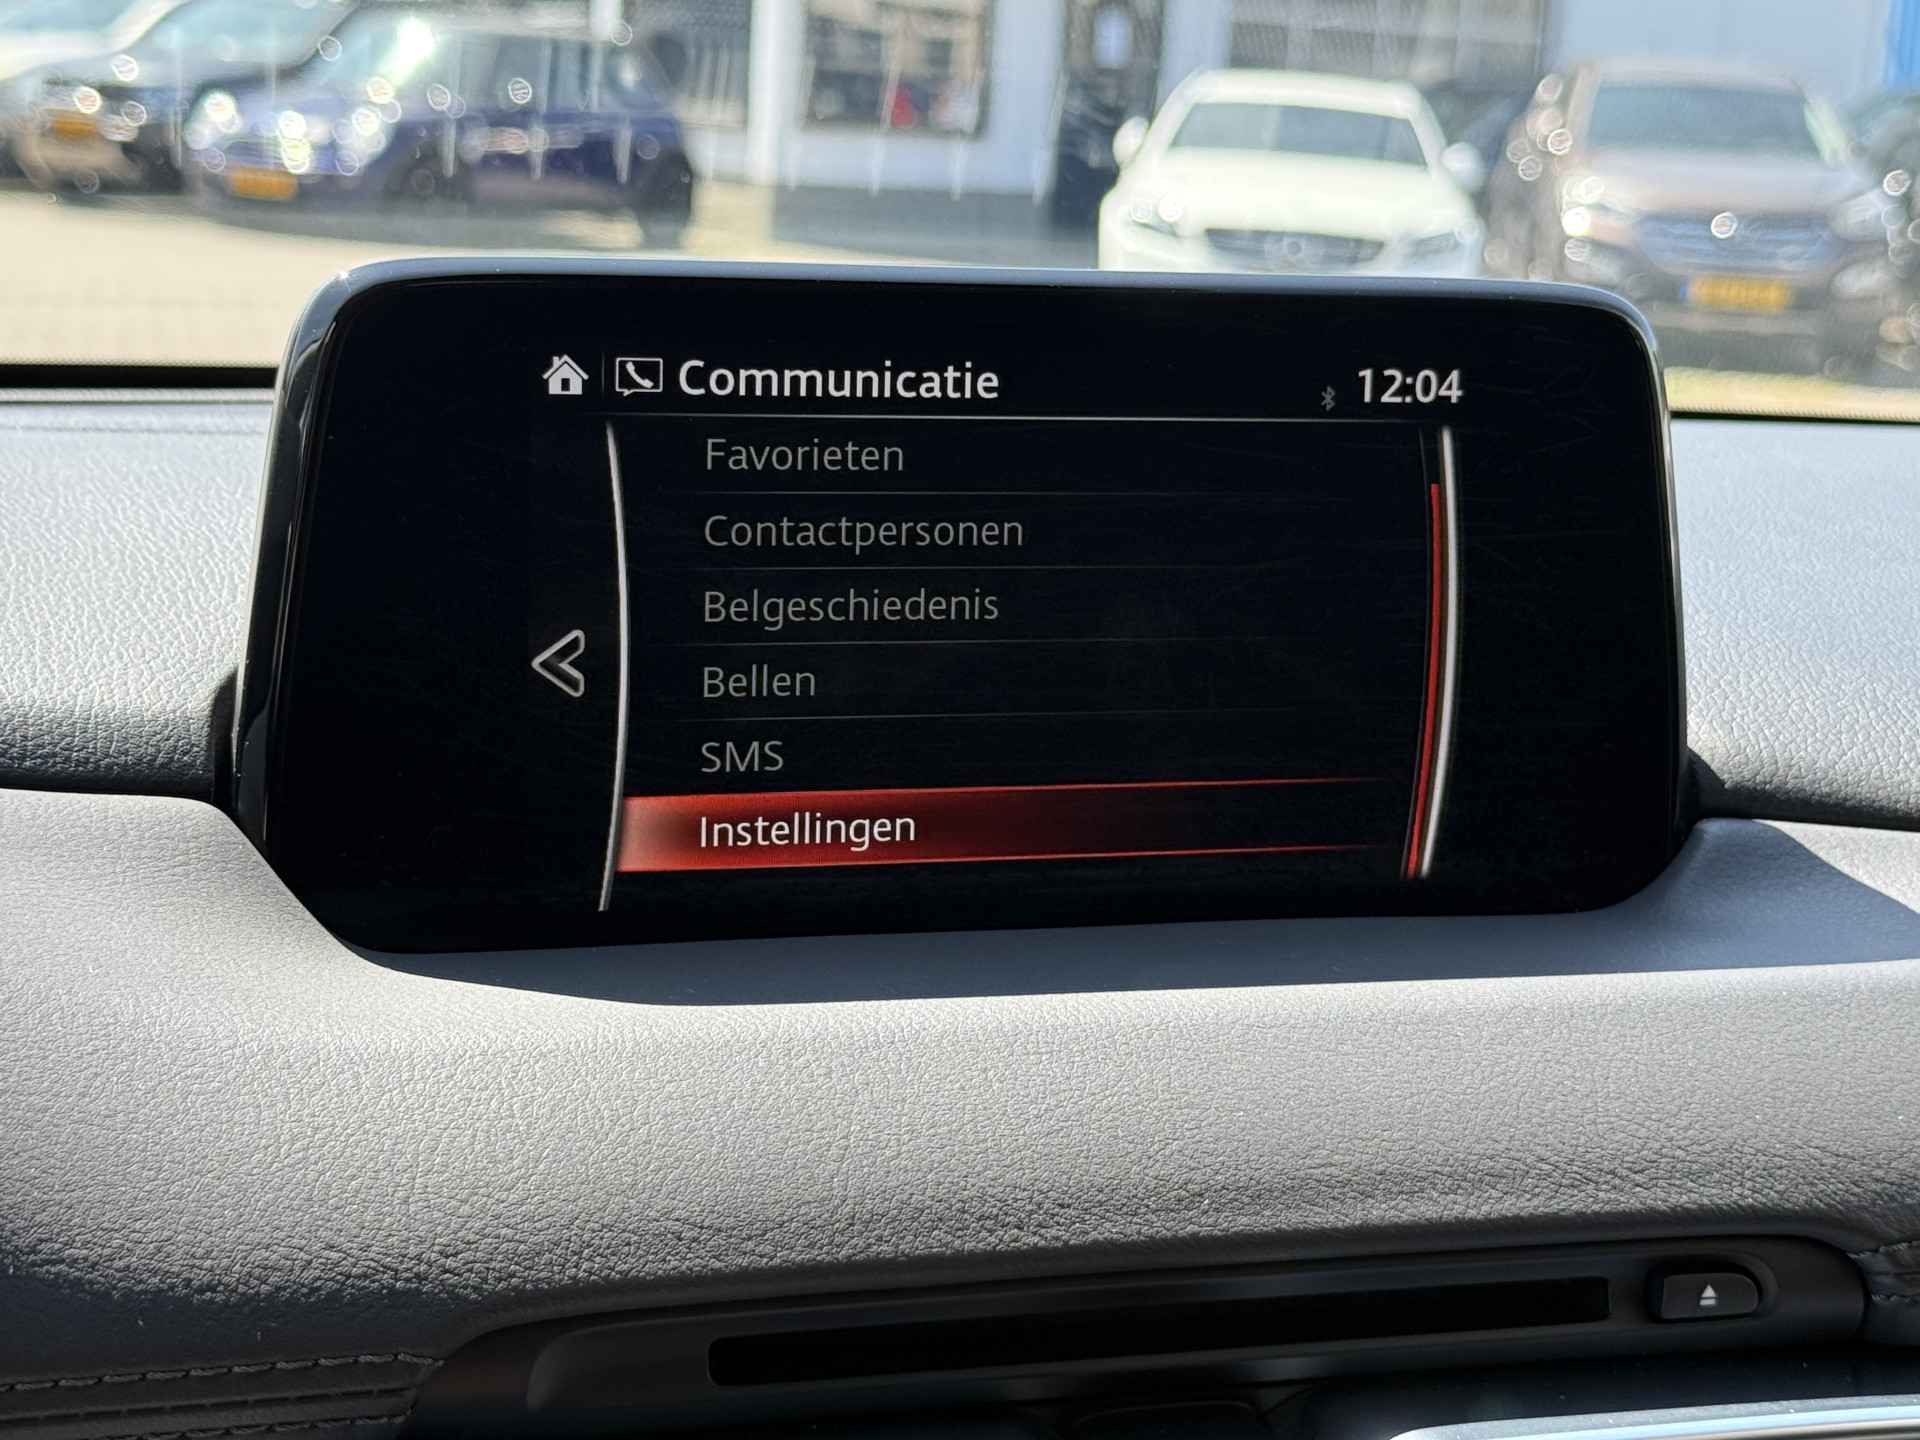 Communicatie 12:04
Favorieten
Contactpersonen
Belgeschiedenis
Bellen
SMS
Instellingen